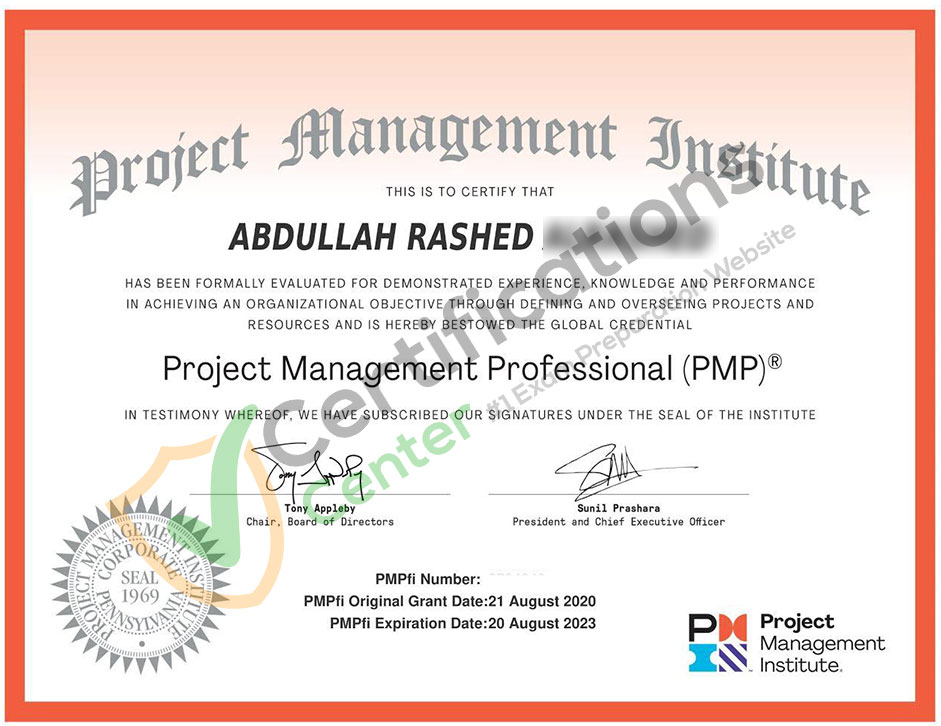 Project Management Institute
THIS IS TO CERTIFY THAT
ABDULLAH RASHED
HAS BEEN FORMALLY EVALUATED FOR DEMONSTRATED EXPERIENCE, KNOWLEDGE AND PERFORMANCE
IN ACHIEVING AN ORGANIZATIONAL OBJECTIVE THROUGH DEFINING AND OVERSEEING PROJECTS AND
RESOURCES AND IS HEREBY BESTOWED THE GLOBAL CREDENTIAL
Project Management Professional (PMP)®
IN TESTIMONY WHEREOF, WE HAVE SUBSCRIBED OUR SIGNATURES UNDER THE SEAL OF THE INSTITUTE
Certifications
Center
#1 Exam Preparation Website
Tony Appleby
Chair, Board of Directors
Sunil Prashara
President and Chief Executive Officer
PROJECT MANAGEMENT INSTITUTE
CORPORATE
SEAL
1969
PENNSYLVANIA
PMPfi Number:
PMPfi Original Grant Date:21 August 2020
PMPfi Expiration Date:20 August 2023
PMI
Project
Management
Institute.